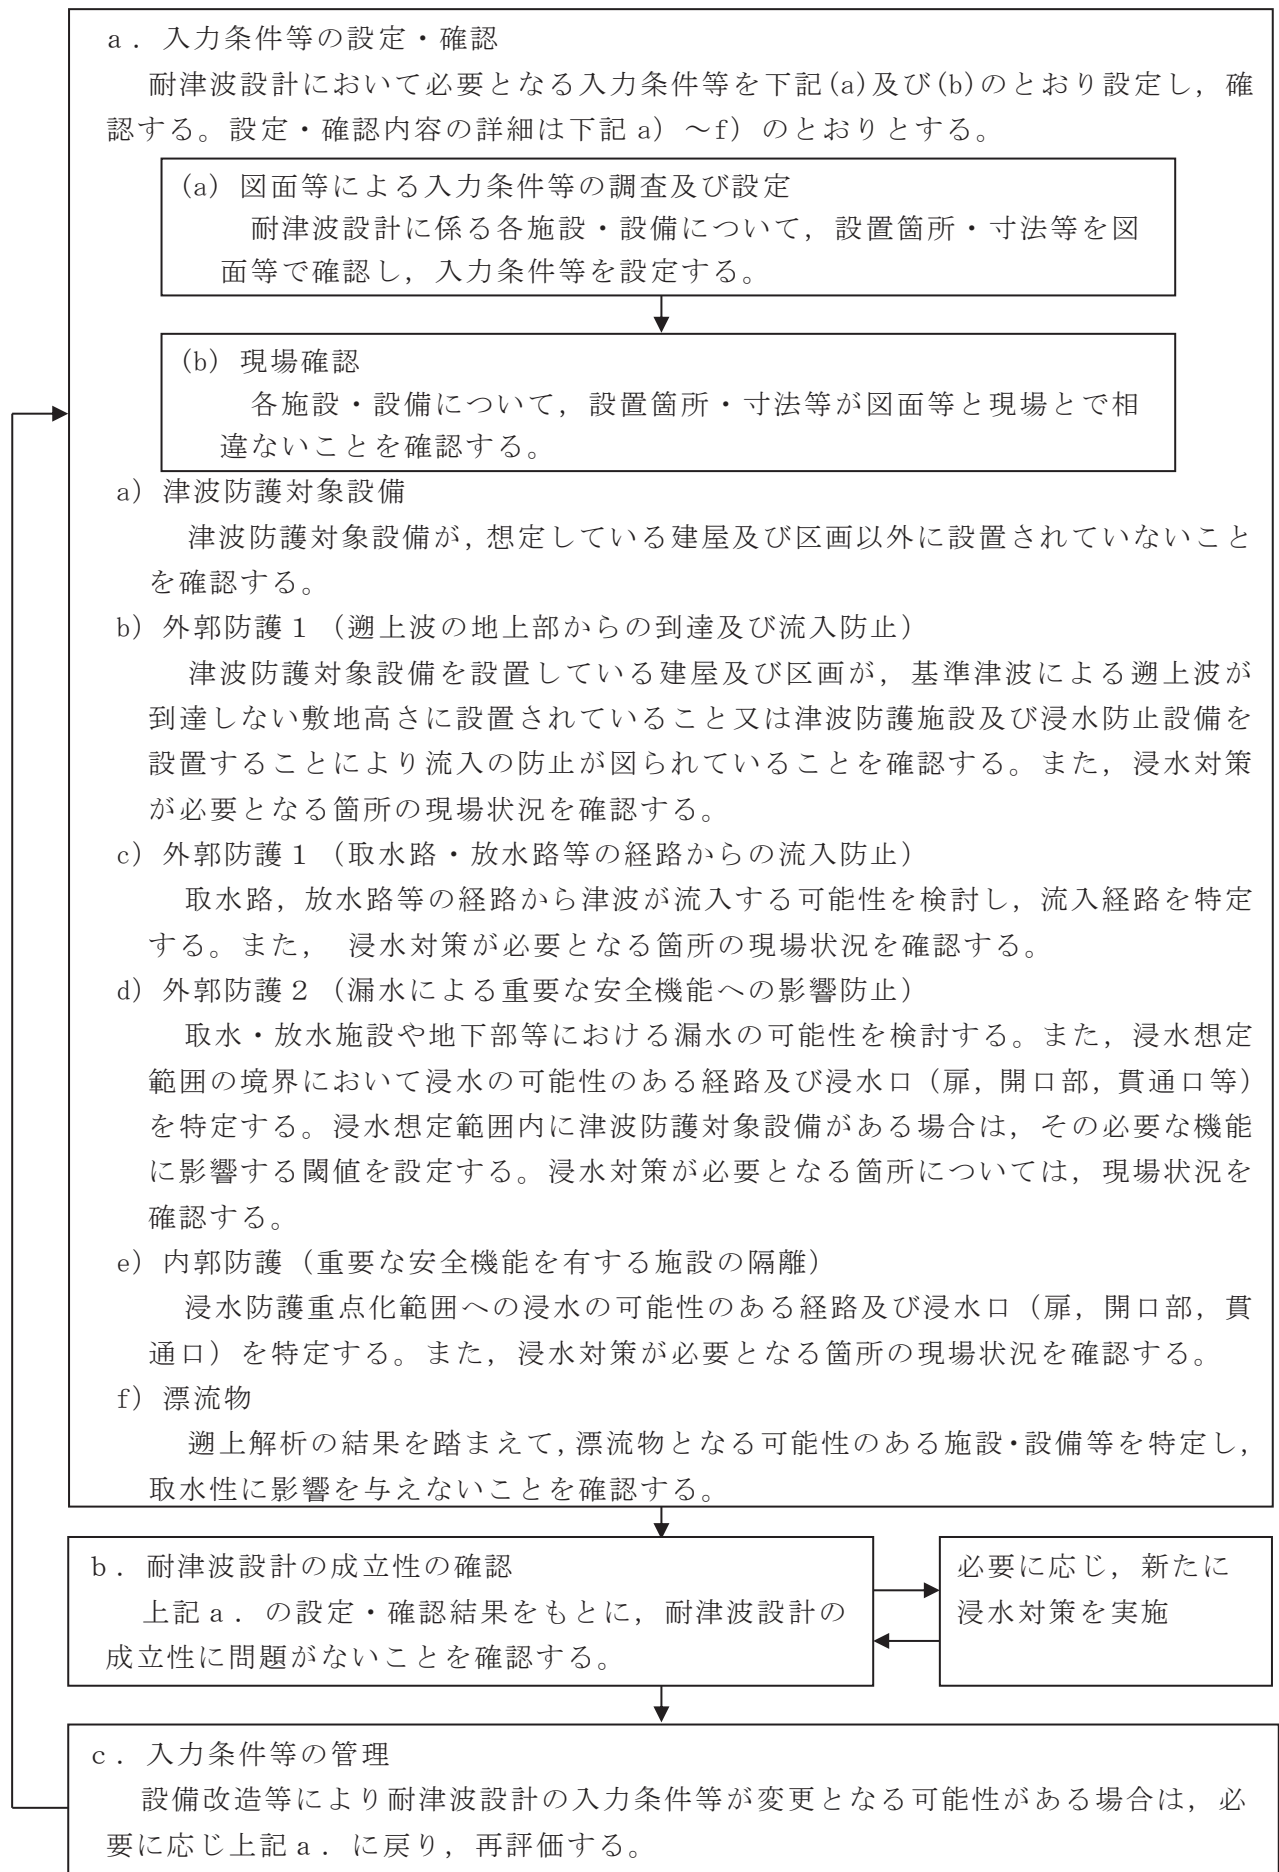 a．入力条件等の設定・確認
耐津波設計において必要となる入力条件等を下記(a)及び(b)のとおり設定し，確
認する。設定・確認内容の詳細は下記 a）～f）のとおりとする。
(a) 図面等による入力条件等の調査及び設定
耐津波設計に係る各施設・設備について，設置箇所・寸法等を図
面等で確認し，入力条件等を設定する。
(b) 現場確認
各施設・設備について，設置箇所・寸法等が図面等と現場とで相
違ないことを確認する。
a）津波防護対象設備
津波防護対象設備が，想定している建屋及び区画以外に設置されていないこと
を確認する。
b）外郭防護１（遡上波の地上部からの到達及び流入防止）
津波防護対象設備を設置している建屋及び区画が，基準津波による遡上波が
到達しない敷地高さに設置されていること又は津波防護施設及び浸水防止設備を
設置することにより流入の防止が図られていることを確認する。また，浸水対策
が必要となる箇所の現場状況を確認する。
c）外郭防護１（取水路・放水路等の経路からの流入防止）
取水路，放水路等の経路から津波が流入する可能性を検討し，流入経路を特定
する。また， 浸水対策が必要となる箇所の現場状況を確認する。
d）外郭防護２（漏水による重要な安全機能への影響防止）
取水・放水施設や地下部等における漏水の可能性を検討する。また，浸水想定
範囲の境界において浸水の可能性のある経路及び浸水口（扉，開口部，貫通口等）
を特定する。浸水想定範囲内に津波防護対象設備がある場合は，その必要な機能
に影響する閾値を設定する。浸水対策が必要となる箇所については，現場状況を
確認する。
e）内郭防護（重要な安全機能を有する施設の隔離）
浸水防護重点化範囲への浸水の可能性のある経路及び浸水口（扉，開口部，貫
通口）を特定する。また，浸水対策が必要となる箇所の現場状況を確認する。
f）漂流物
遡上解析の結果を踏まえて，漂流物となる可能性のある施設・設備等を特定し，
取水性に影響を与えないことを確認する。
b．耐津波設計の成立性の確認
上記ａ．の設定・確認結果をもとに，耐津波設計の
成立性に問題がないことを確認する。
必要に応じ，新たに
浸水対策を実施
c．入力条件等の管理
設備改造等により耐津波設計の入力条件等が変更となる可能性がある場合は，必
要に応じ上記ａ．に戻り，再評価する。